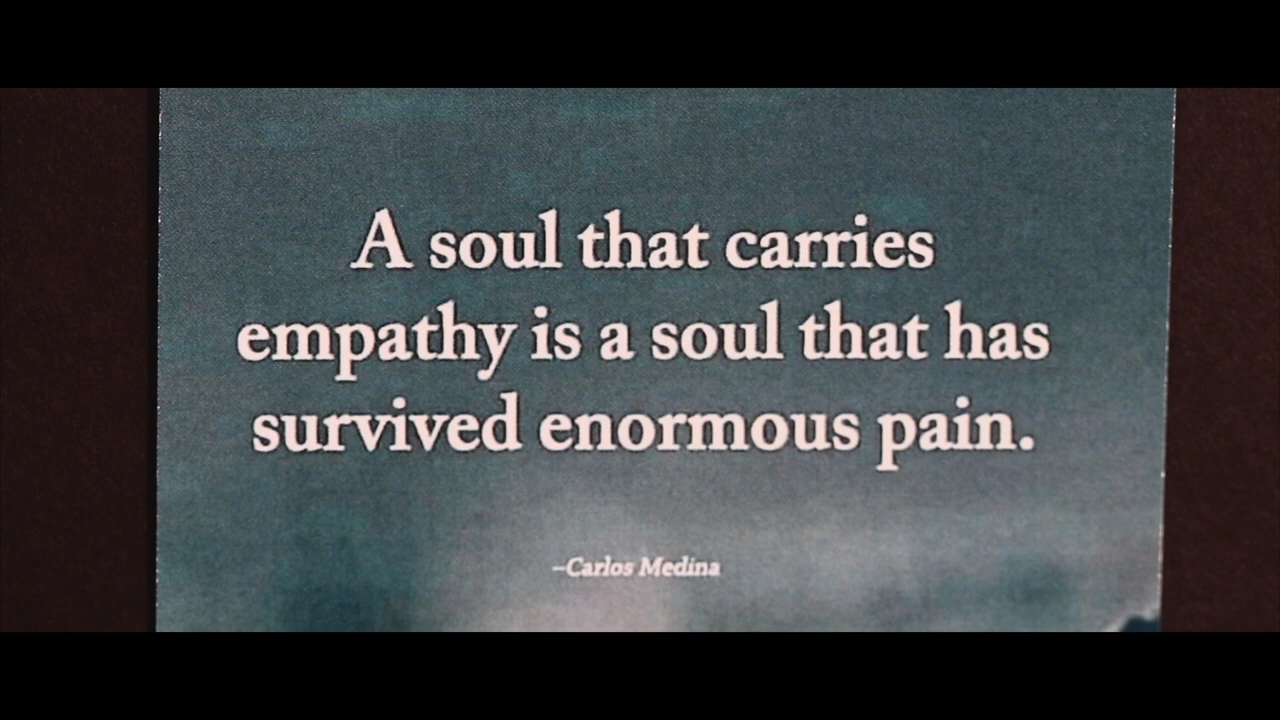 A soul that carries
empathy is a soul that has
survived enormous pain.
–Carlos Medina